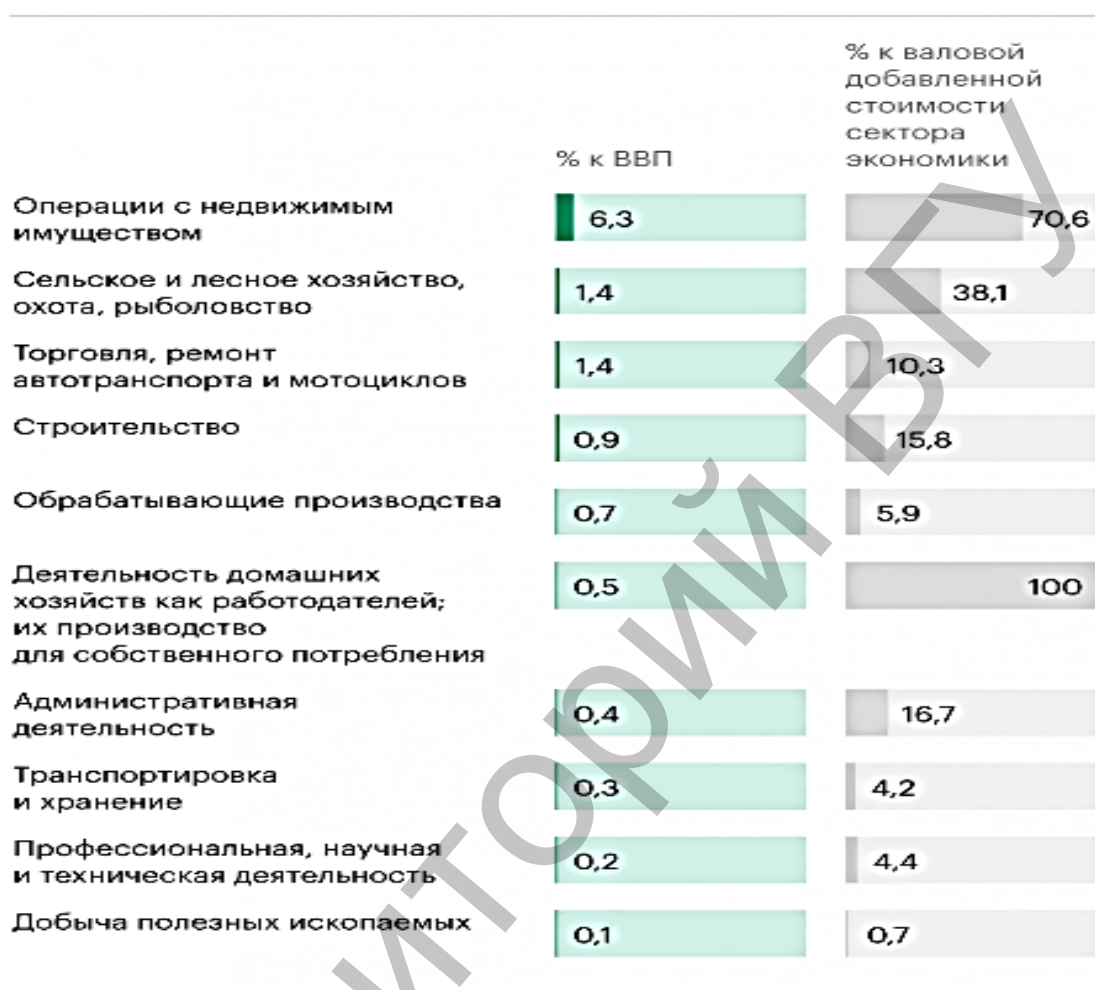 % к ВВП
% к валовой
добавленной
стоимости
сектора
экономики
Операции с недвижимым
имуществом
6,3
70,6
Сельское и лесное хозяйство,
охота, рыболовство
1,4
38,1
Торговля, ремонт
автотранспорта и мотоциклов
1,4
10,3
Строительство
0,9
15,8
Обрабатывающие производства
0,7
5,9
Деятельность домашних
хозяйств как работодателей;
их производство
для собственного потребления
0,5
100
Административная
деятельность
0,4
16,7
Транспортировка
и хранение
0,3
4,2
Профессиональная, научная
и техническая деятельность
0,2
4,4
Добыча полезных ископаемых
0,1
0,7
иторий ВГУ